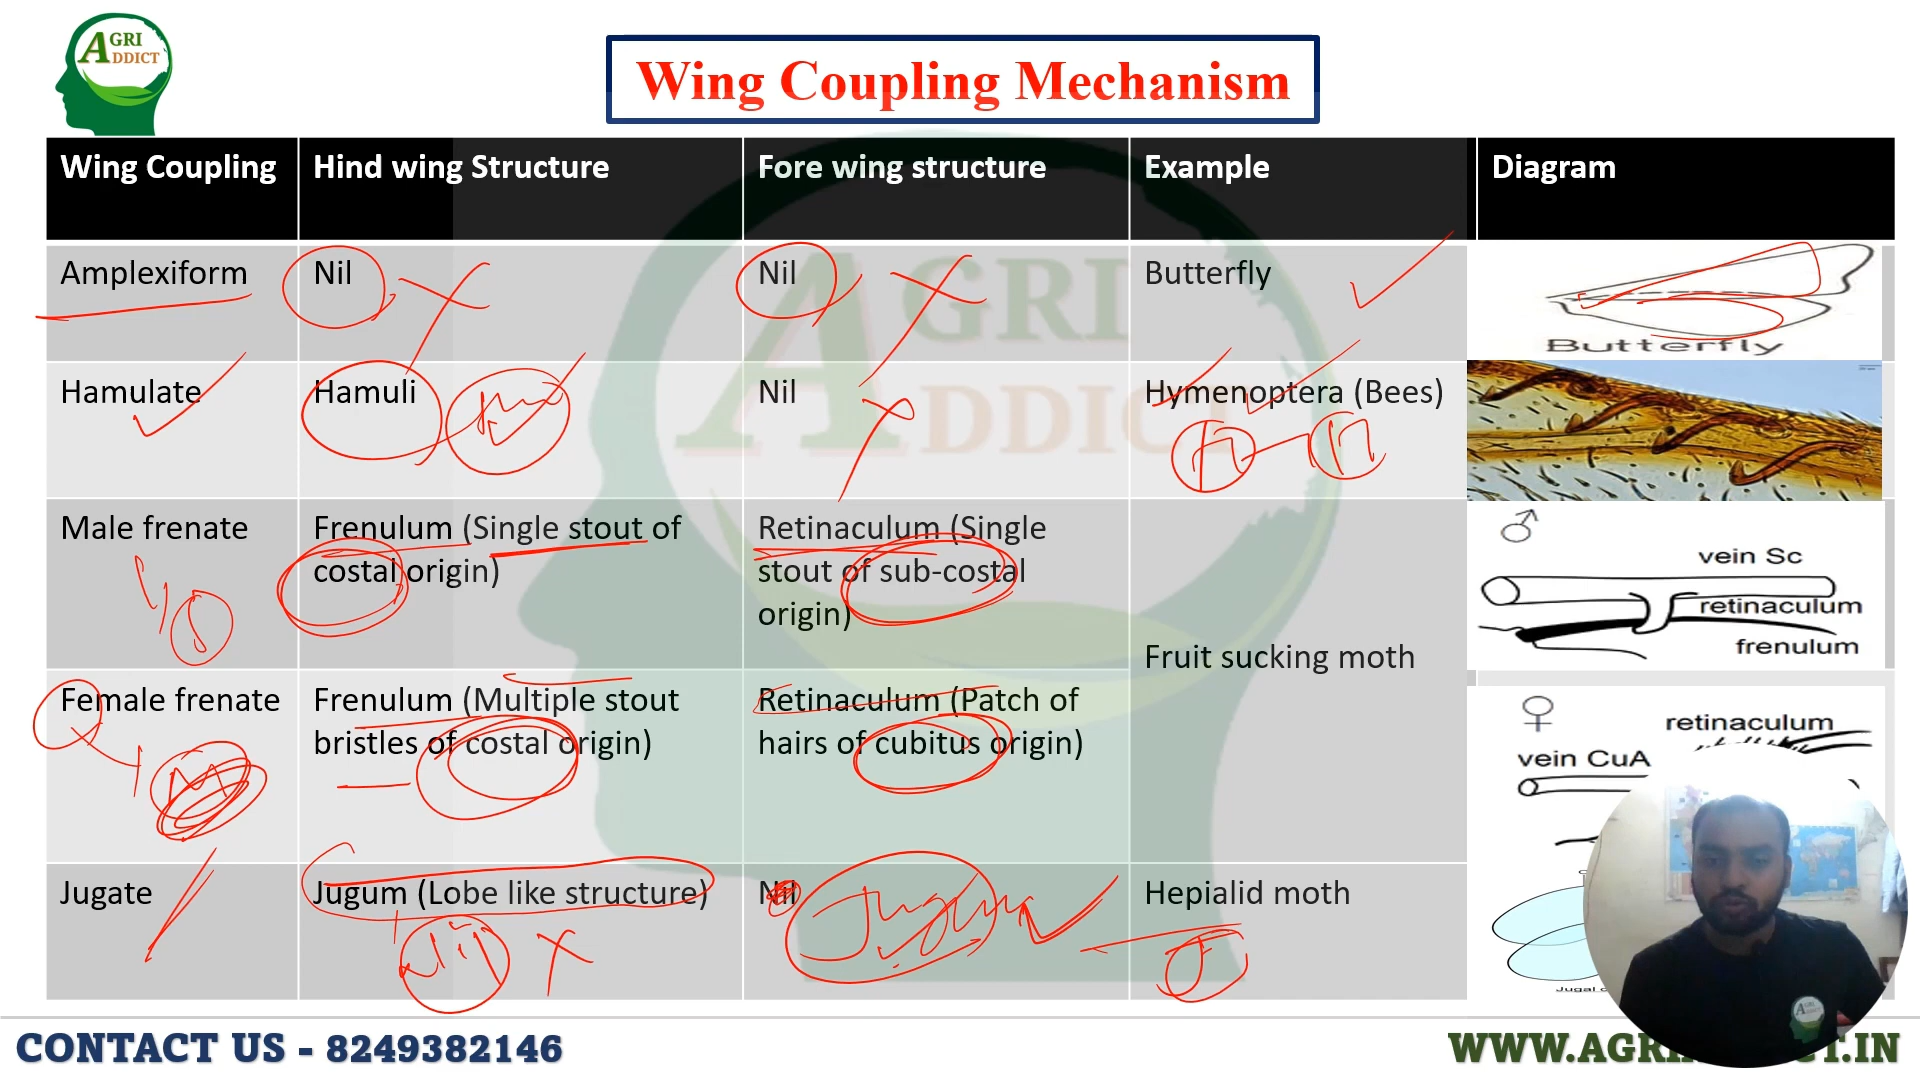 AGRI
ADDICT
Wing Coupling Mechanism
Wing Coupling Hind wing Structure Fore wing structure Example Diagram
Amplexiform Nil Nil Butterfly
Butterfly
Hamulate Hamuli Nil Hymenoptera (Bees)
AGRI
ADDICT
Male frenate Frenulum (Single stout of costal origin) Retinaculum (Single stout of sub-costal origin)
vein Sc
retinaculum
frenulum
Fruit sucking moth
Female frenate Frenulum (Multiple stout bristles of costal origin) Retinaculum (Patch of hairs of cubitus origin)
M
retinaculum
vein CuA
Jugate Jugum (Lobe like structure) Nil Hepialid moth
Nil Jugum J
Jugal
CONTACT US - 8249382146